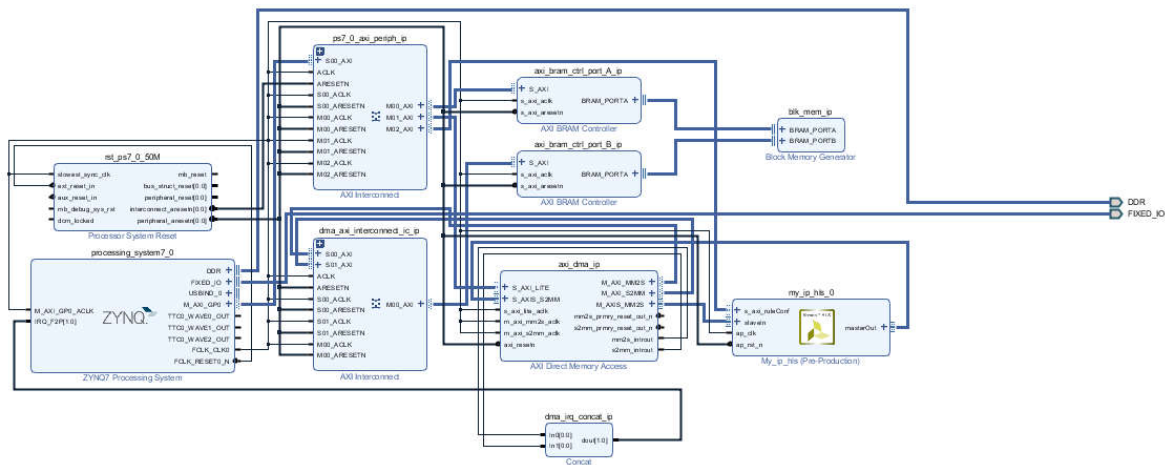 ps7_0_axi_periph_ip
S00_AXI
ACLK
ARESETN
S00_ACLK
S00_ARESETN
M00_ACLK
M00_ARESETN
M01_ACLK
M01_ARESETN
M02_ACLK
M02_ARESETN
M00_AXI
M01_AXI
M02_AXI
AXI Interconnect
axi_bram_ctrl_port_A_ip
S_AXI
s_axi_aclk
s_axi_aresetn
BRAM_PORTA
AXI BRAM Controller
blk_mem_ip
BRAM_PORTA
BRAM_PORTB
Block Memory Generator
axi_bram_ctrl_port_B_ip
S_AXI
s_axi_aclk
s_axi_aresetn
BRAM_PORTA
AXI BRAM Controller
rst_ps7_0_50M
slowest_sync_clk
ext_reset_in
aux_reset_in
mb_debug_sys_rst
dcm_locked
mb_reset
bus_struct_reset[0:0]
peripheral_reset[0:0]
interconnect_aresetn[0:0]
peripheral_aresetn[0:0]
Processor System Reset
DDR
FIXED_IO
processing_system7_0
M_AXI_GP0_ACLK
IRQ_F2P[1:0]
ZYNQ
DDR
FIXED_IO
USBIND_0
M_AXI_GP0
TTC0_WAVE0_OUT
TTC0_WAVE1_OUT
TTC0_WAVE2_OUT
FCLK_CLK0
FCLK_RESET0_N
ZYNQ7 Processing System
dma_axi_interconnect_ic_ip
S00_AXI
S01_AXI
ACLK
ARESETN
S00_ACLK
S00_ARESETN
S01_ACLK
S01_ARESETN
M00_ACLK
M00_ARESETN
M00_AXI
AXI Interconnect
axi_dma_ip
S_AXI_LITE
S_AXIS_S2MM
s_axi_lite_aclk
m_axi_mm2s_aclk
m_axi_s2mm_aclk
axi_resetn
M_AXI_MM2S
M_AXI_S2MM
M_AXIS_MM2S
mm2s_prmry_reset_out_n
s2mm_prmry_reset_out_n
mm2s_introut
s2mm_introut
AXI Direct Memory Access
my_ip_hls_0
s_axi_ruleConf
slavein
ap_clk
ap_rst_n
masterOut
My_ip_hls (Pre-Production)
dma_irq_concat_ip
In0[0:0]
In1[0:0]
dout[1:0]
Concat